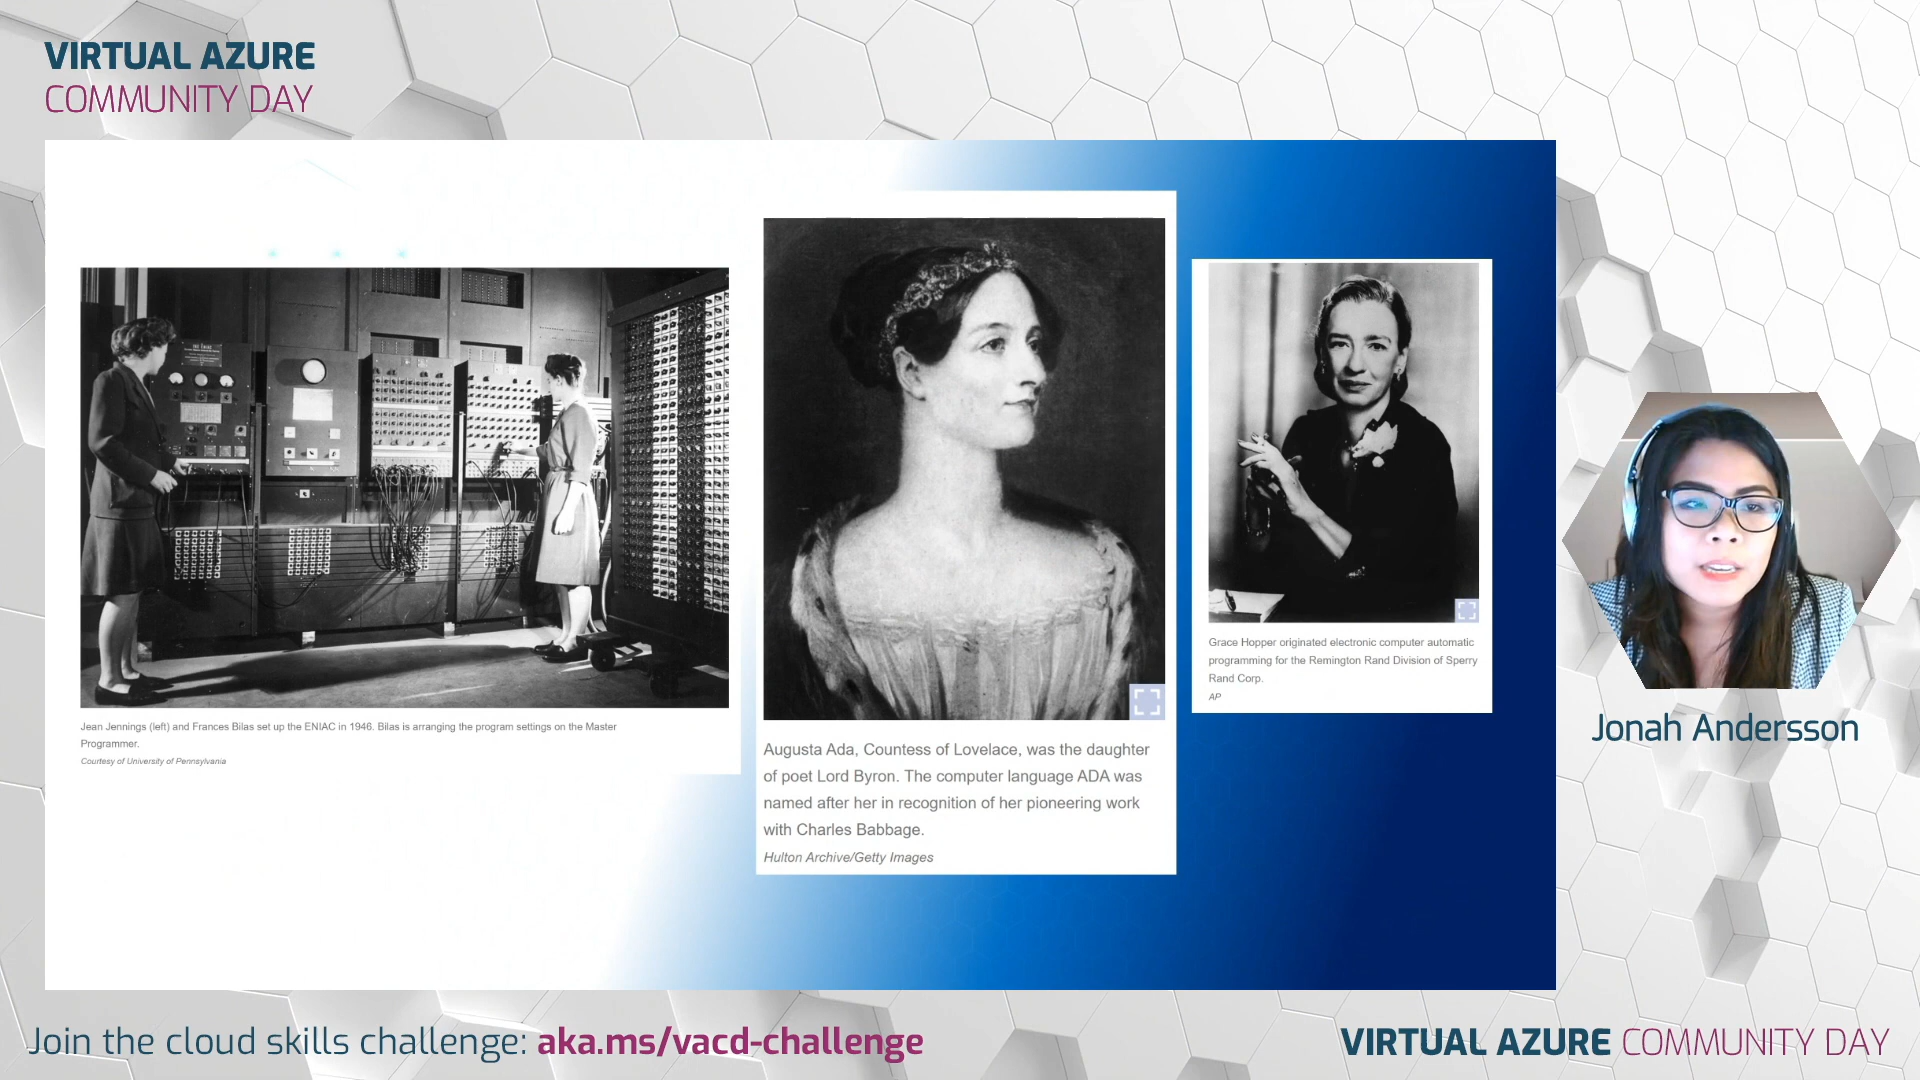 VIRTUAL AZURE
COMMUNITY DAY
Jean Jennings (left) and Frances Bilas set up the ENIAC in 1946. Bilas is arranging the program settings on the Master
Programmer.
Courtesy of University of Pennsylvania
Augusta Ada, Countess of Lovelace, was the daughter
of poet Lord Byron. The computer language ADA was
named after her in recognition of her pioneering work
with Charles Babbage.
Hulton Archive/Getty Images
Grace Hopper originated electronic computer automatic
programming for the Remington Rand Division of Sperry
Rand Corp.
AP
Jonah Andersson
Join the cloud skills challenge: aka.ms/vacd-challenge
VIRTUAL AZURE COMMUNITY DAY